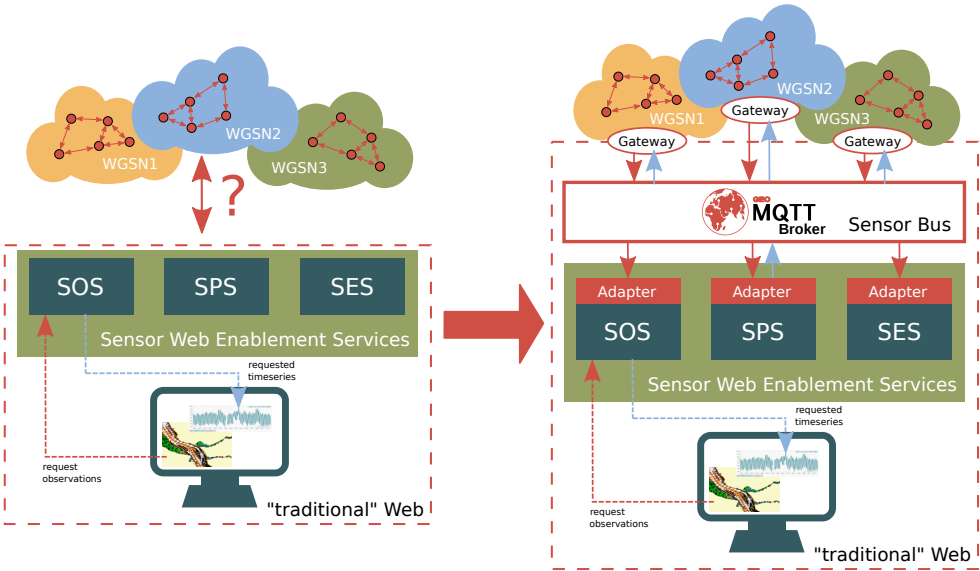 WGSN1
WGSN2
WGSN3
?
SOS
SPS
SES
Sensor Web Enablement Services
requested
timeseries
request
observations
"traditional" Web
WGSN1
WGSN2
WGSN3
Gateway
Gateway
Gateway
GEO
MQTT
Broker
Sensor Bus
Adapter
Adapter
Adapter
SOS
SPS
SES
Sensor Web Enablement Services
requested
timeseries
request
observations
"traditional" Web